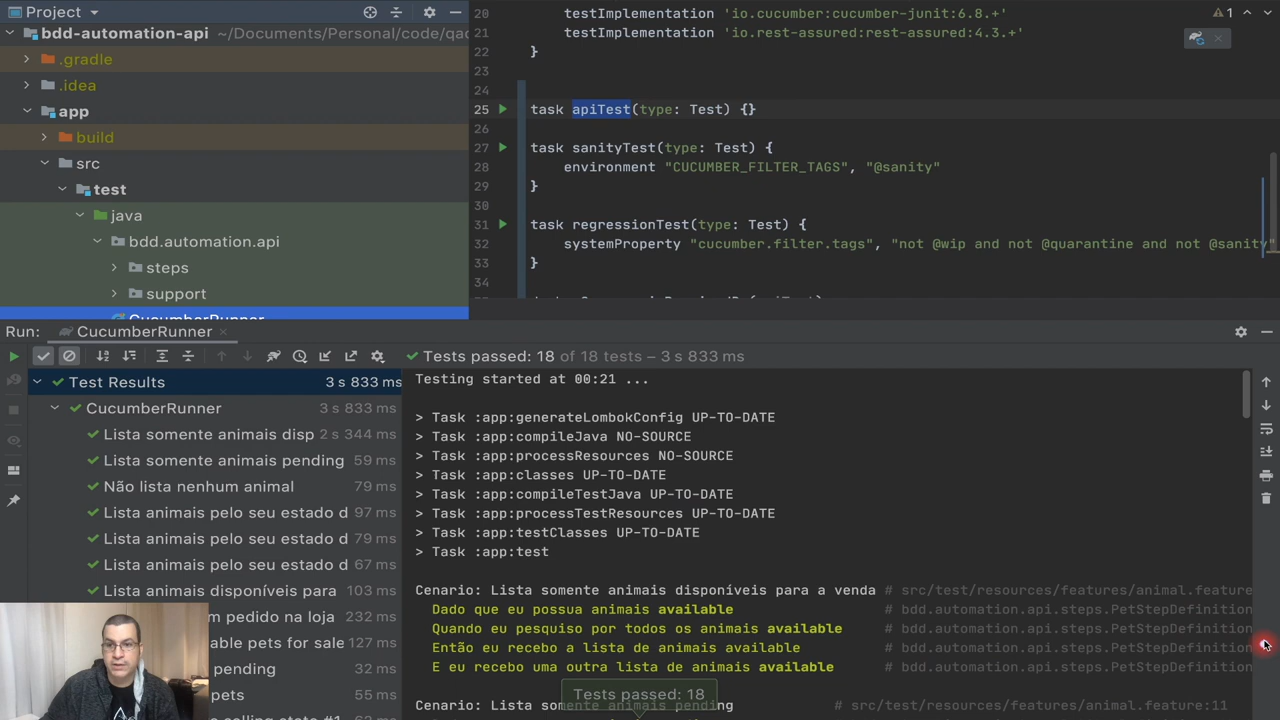 Project
bdd-automation-api ~/Documents/Personal/code/qao
.gradle
.idea
app
build
src
test
java
bdd.automation.api
steps
support
CucumberRunner
20 testImplementation 'io.cucumber:cucumber-junit:6.8.+'
21 testImplementation 'io.rest-assured:rest-assured:4.3.+'
22 }
23
24
25 task apiTest(type: Test) {}
26
27 task sanityTest(type: Test) {
28 environment "CUCUMBER_FILTER_TAGS", "@sanity"
29 }
30
31 task regressionTest(type: Test) {
32 systemProperty "cucumber.filter.tags", "not @wip and not @quarantine and not @sanity"
33 }
34
1
Run: CucumberRunner
Tests passed: 18 of 18 tests – 3 s 833 ms
Test Results 3 s 833 ms
CucumberRunner 3 s 833 ms
Lista somente animais disp 2 s 344 ms
Lista somente animais pending 59 ms
Não lista nenhum animal 79 ms
Lista animais pelo seu estado d 97 ms
Lista animais pelo seu estado d 79 ms
Lista animais pelo seu estado d 67 ms
Lista animais disponíveis para 103 ms
m pedido na loja 232 ms
able pets for sale 127 ms
pending 32 ms
pets 55 ms
Testing started at 00:21 ...
> Task :app:generateLombokConfig UP-TO-DATE
> Task :app:compileJava NO-SOURCE
> Task :app:processResources NO-SOURCE
> Task :app:classes UP-TO-DATE
> Task :app:compileTestJava UP-TO-DATE
> Task :app:processTestResources UP-TO-DATE
> Task :app:testClasses UP-TO-DATE
> Task :app:test
Cenario: Lista somente animais disponíveis para a venda # src/test/resources/features/animal.feature
Dado que eu possua animais available # bdd.automation.api.steps.PetStepDefinition
Quando eu pesquiso por todos os animais available # bdd.automation.api.steps.PetStepDefinition
Então eu recebo a lista de animais available # bdd.automation.api.steps.PetStepDefinition
E eu recebo uma outra lista de animais available # bdd.automation.api.steps.PetStepDefinition
Cenario: Lista somente animais pending # src/test/resources/features/animal.feature:11
Tests passed: 18